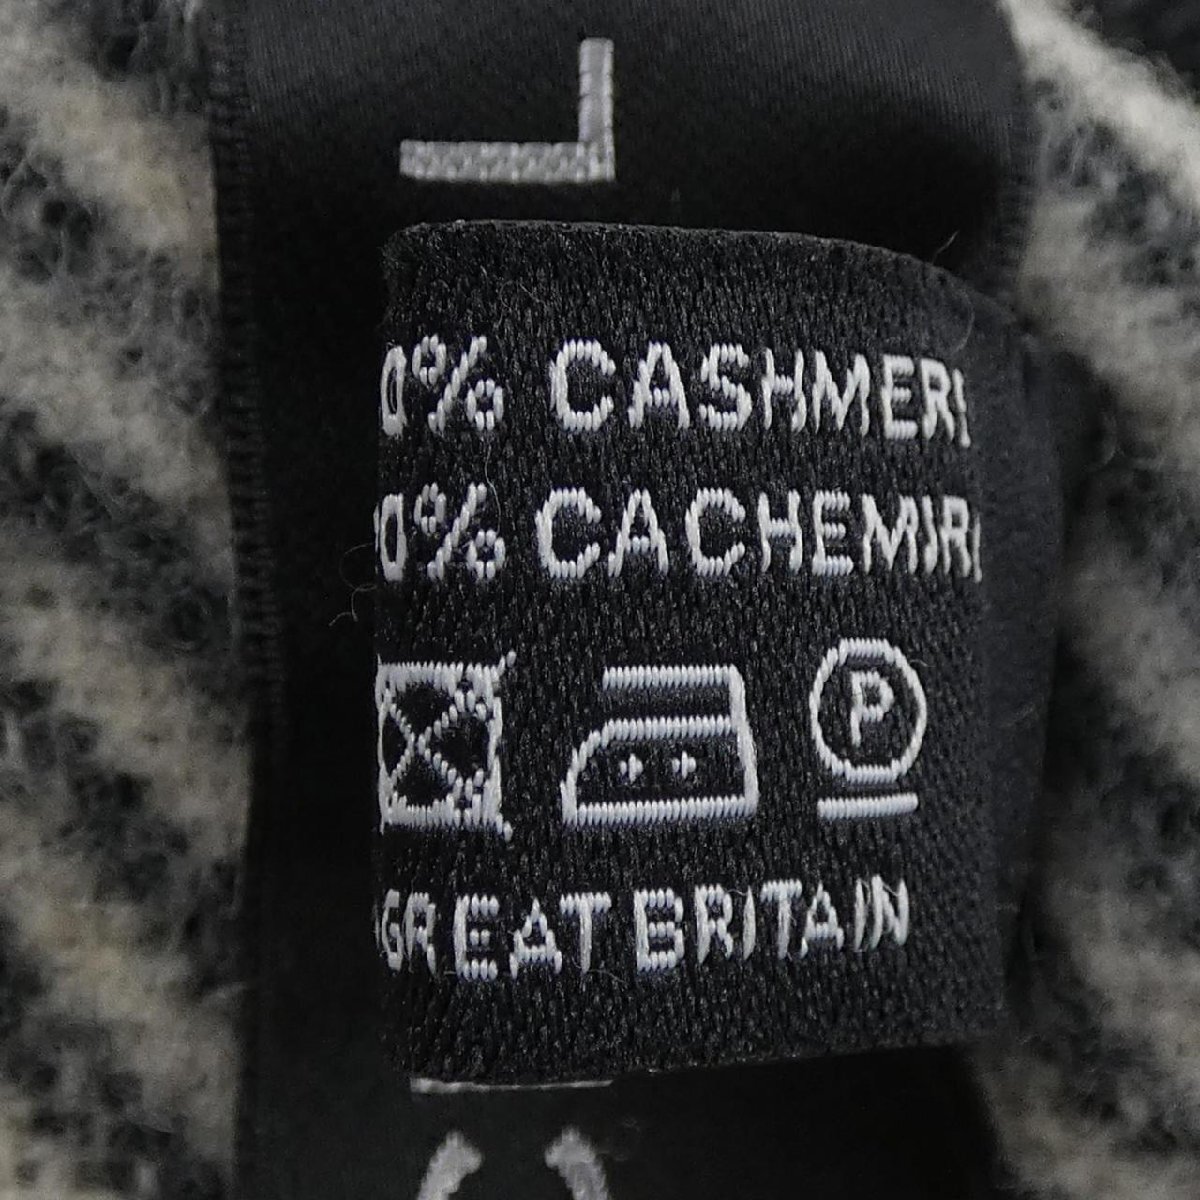 0% CASHMERE
0% CACHEMIRE
P
GREAT BRITAIN